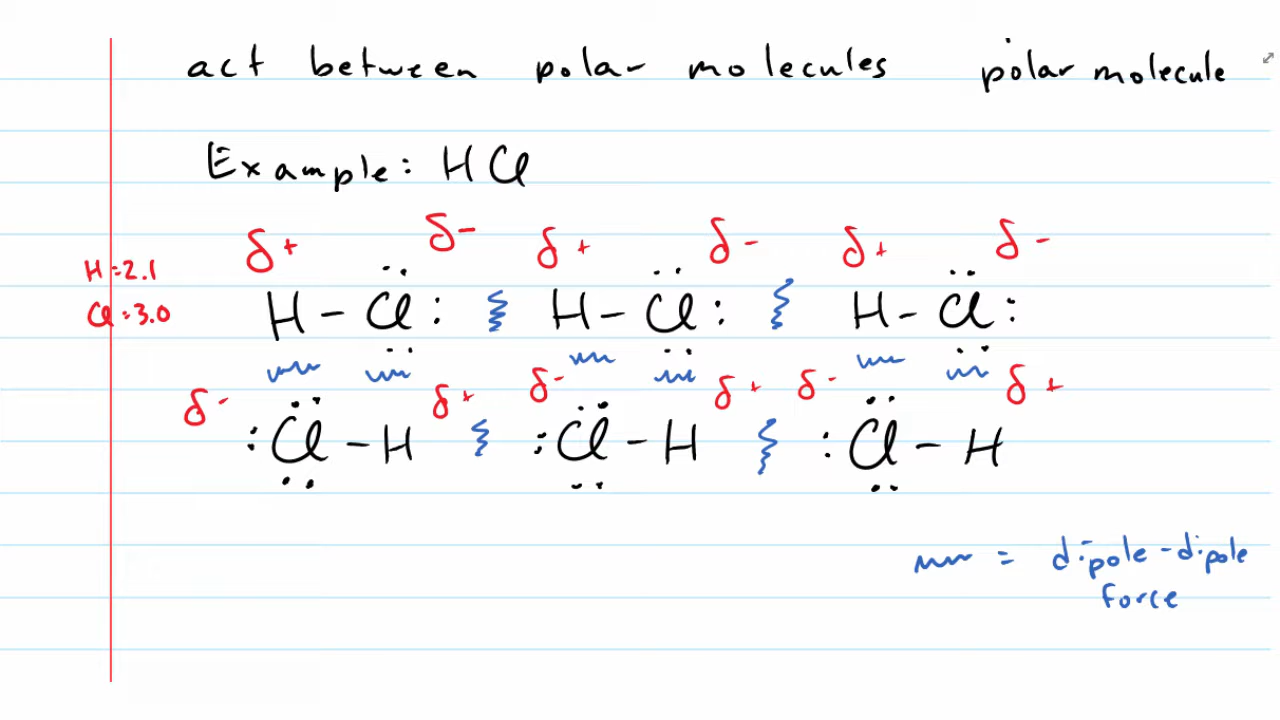 act between polar molecules polar molecule
Example: HCl
δ+ δ- δ+ δ- δ+ δ-
H = 2.1
Cl = 3.0
H - Cl: H - Cl: H - Cl:
δ- δ+ δ- δ+ δ- δ+
:Cl - H :Cl - H :Cl - H
= dipole-dipole
force